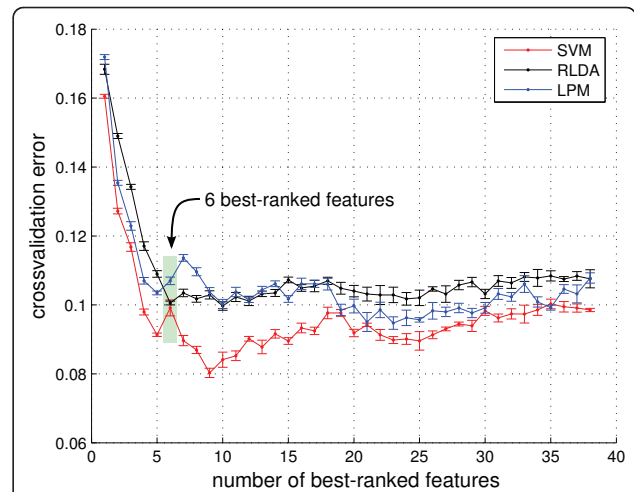 0.18
0.16
0.14
0.12
0.1
0.08
0.06
crossvalidation error
SVM
RLDA
LPM
6 best-ranked features
0 5 10 15 20 25 30 35 40
number of best-ranked features